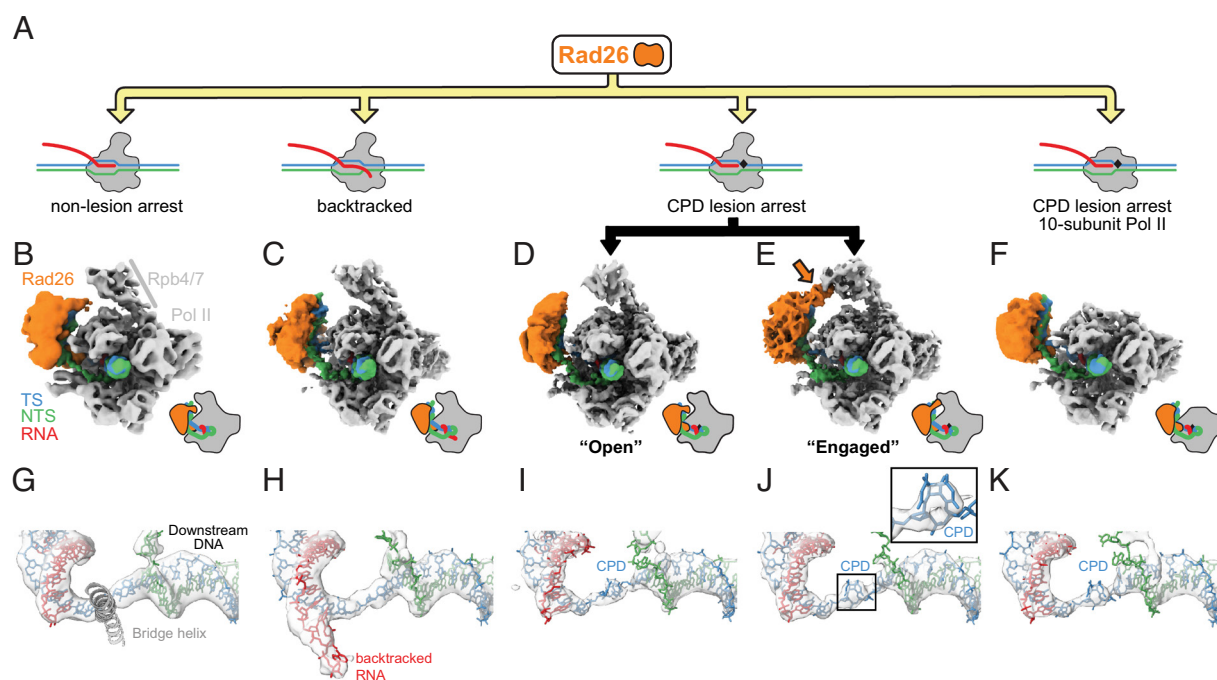 A
Rad26
non-lesion arrest
backtracked
CPD lesion arrest
CPD lesion arrest
10-subunit Pol II
B
C
D
E
F
Rad26
Rpb4/7
Pol II
TS
NTS
RNA
“Open”
“Engaged”
G
H
I
J
K
Downstream
DNA
Bridge helix
backtracked
RNA
CPD
CPD
CPD
CPD